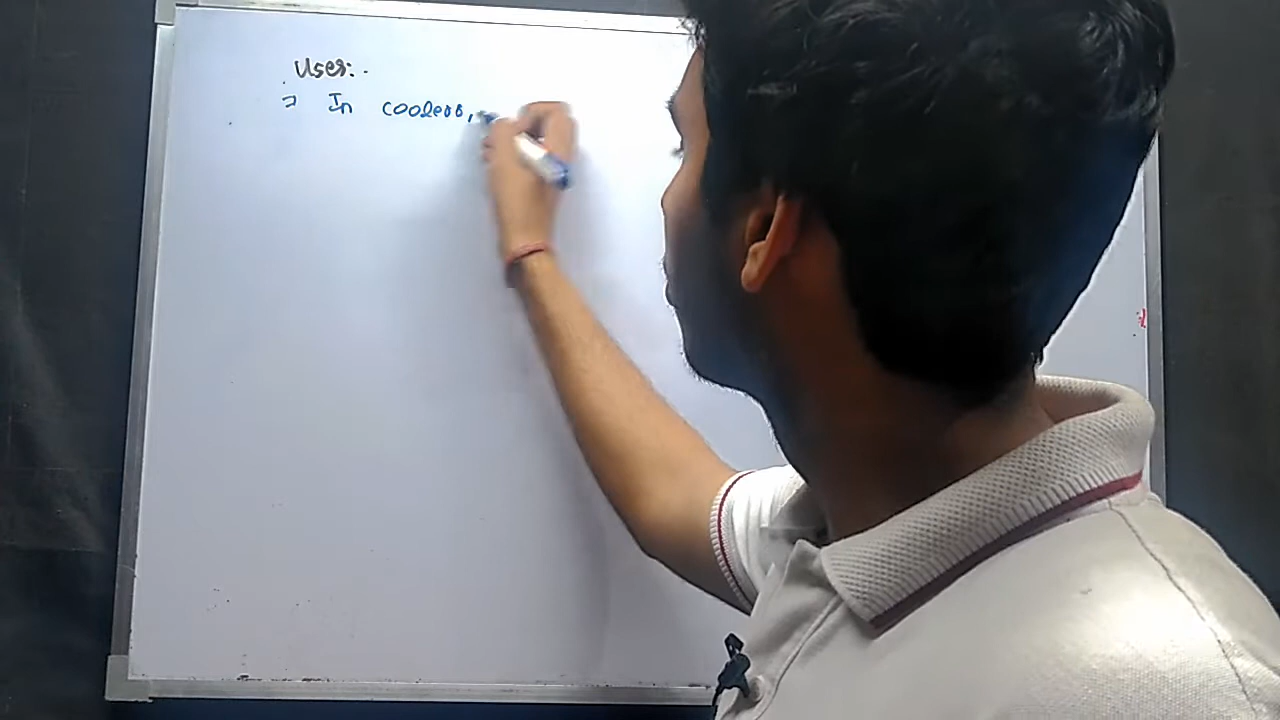 Uses:.
⇒ In coolers,